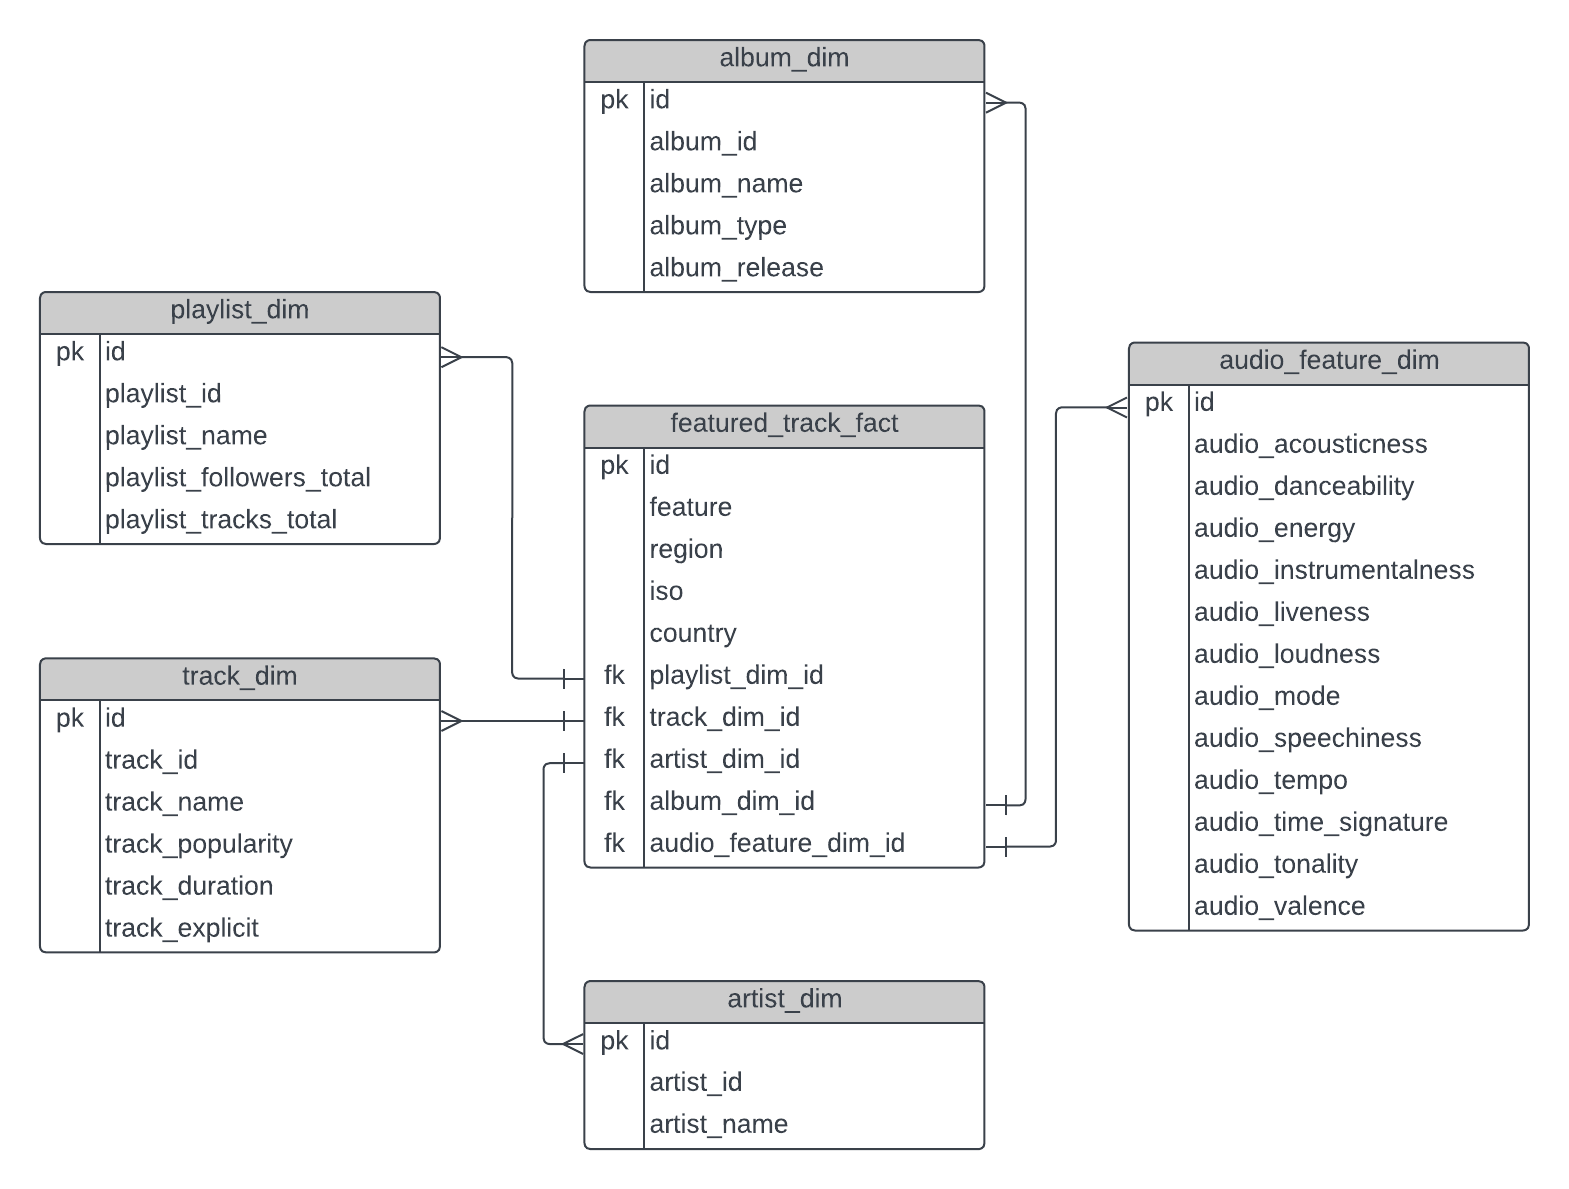 album_dim
pk id
album_id
album_name
album_type
album_release
playlist_dim
pk id
playlist_id
playlist_name
playlist_followers_total
playlist_tracks_total
featured_track_fact
pk id
feature
region
iso
country
fk playlist_dim_id
fk track_dim_id
fk artist_dim_id
fk album_dim_id
fk audio_feature_dim_id
audio_feature_dim
pk id
audio_acousticness
audio_danceability
audio_energy
audio_instrumentalness
audio_liveness
audio_loudness
audio_mode
audio_speechiness
audio_tempo
audio_time_signature
audio_tonality
audio_valence
track_dim
pk id
track_id
track_name
track_popularity
track_duration
track_explicit
artist_dim
pk id
artist_id
artist_name